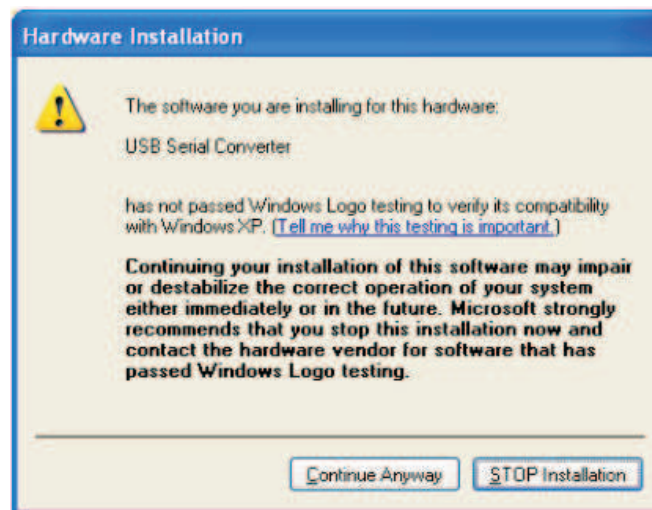 Hardware Installation
The software you are installing for this hardware:
USB Serial Converter
has not passed Windows Logo testing to verify its compatibility
with Windows XP. (Tell me why this testing is important.)
Continuing your installation of this software may impair
or destabilize the correct operation of your system
either immediately or in the future. Microsoft strongly
recommends that you stop this installation now and
contact the hardware vendor for software that has
passed Windows Logo testing.
Continue Anyway
STOP Installation